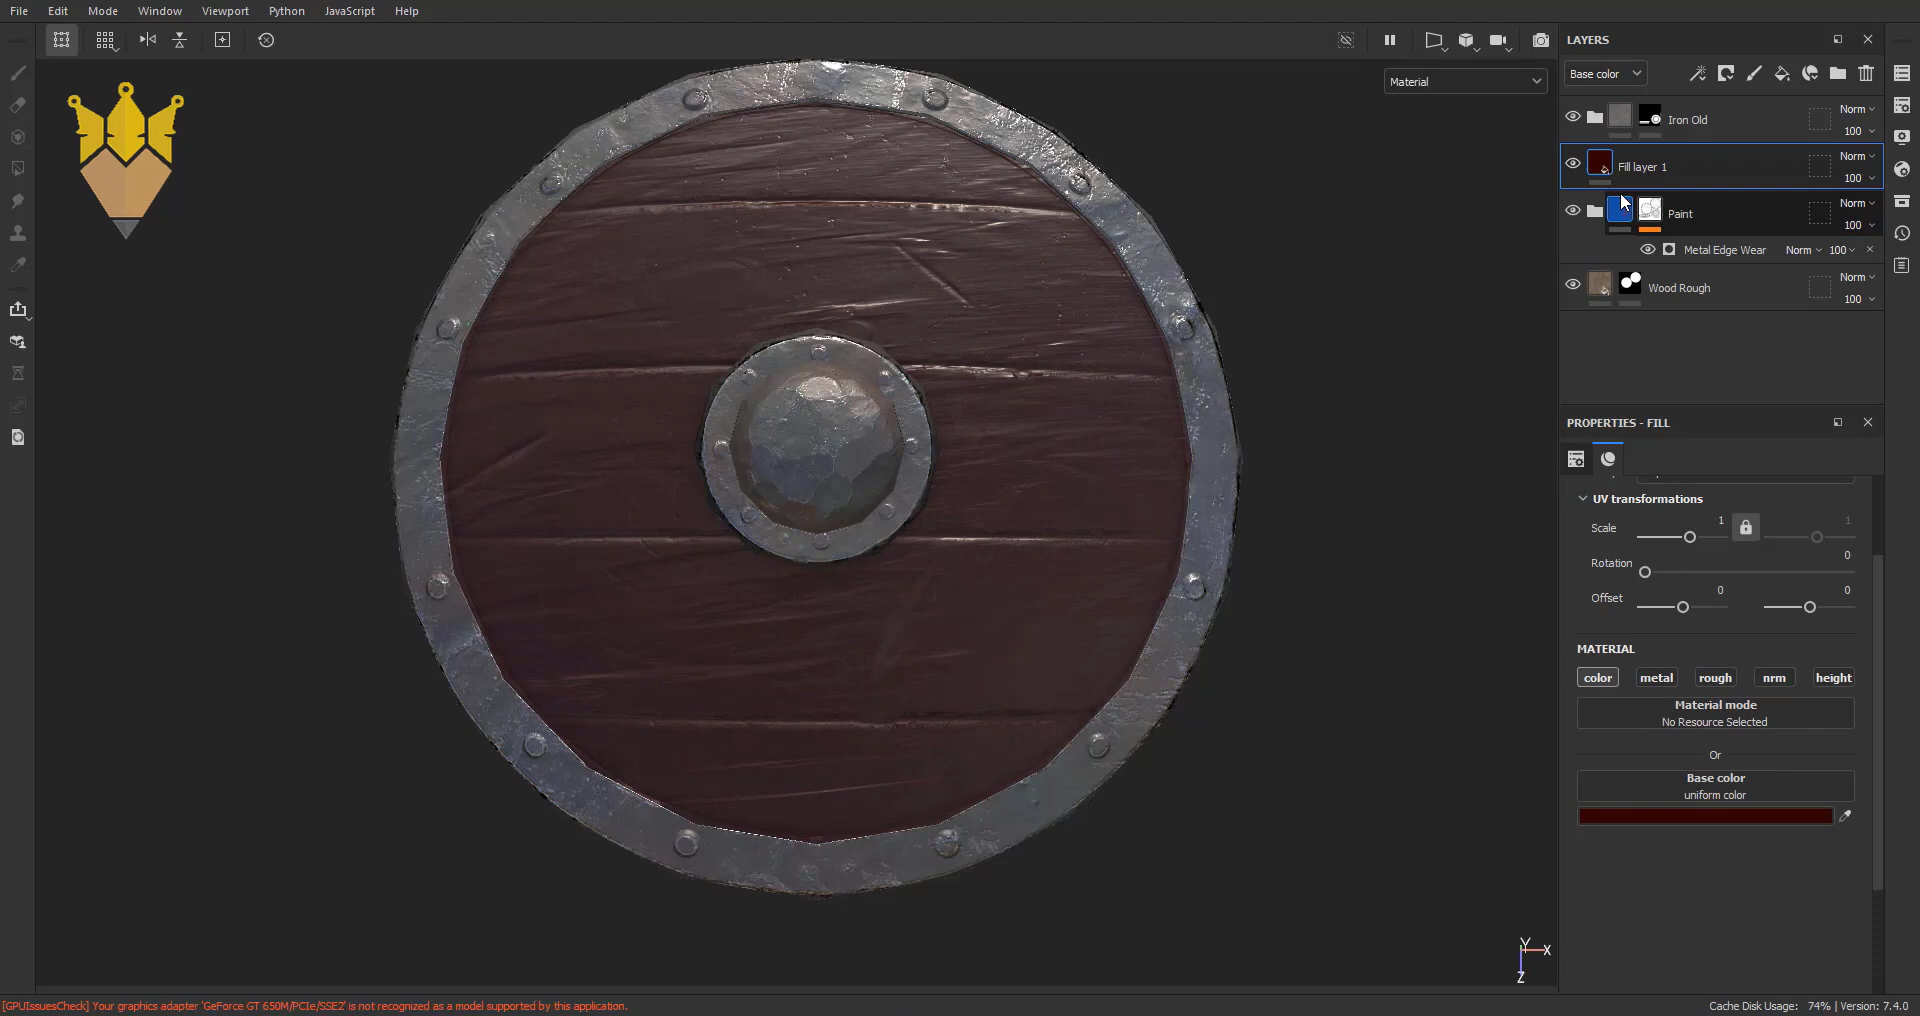 File Edit Mode Window Viewport Python JavaScript Help
LAYERS
Material
Base color
Norm
Iron Old
100
Norm
Fill layer 1
100
Norm
Paint
100
Metal Edge Wear Norm 100
Norm
Wood Rough
100
PROPERTIES - FILL
UV transformations
1 1
Scale
0
Rotation
0 0
Offset
MATERIAL
color metal rough nrm height
Material mode
No Resource Selected
Or
Base color
uniform color
Y
X
Z
[GPUIssuesCheck] Your graphics adapter 'GeForce GT 650M/PCIe/SSE2' is not recognized as a model supported by this application.
Cache Disk Usage: 74% | Version: 7.4.0